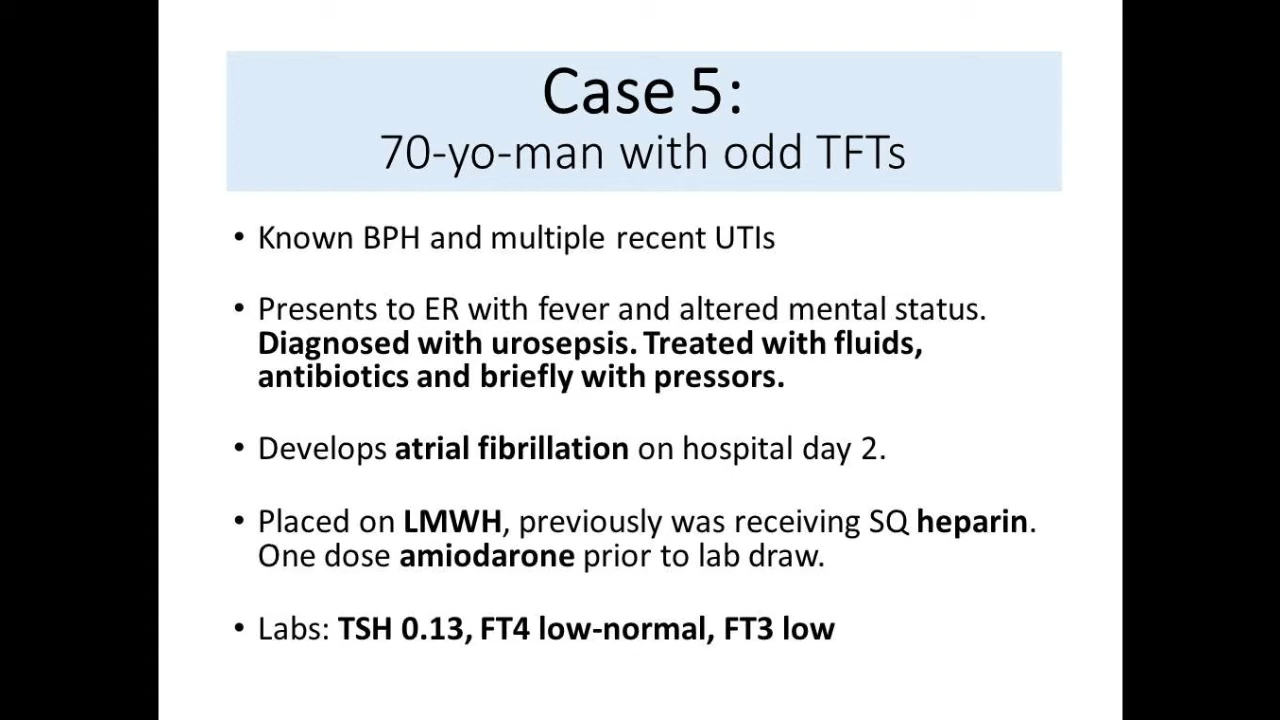 Case 5:
70-yo-man with odd TFTs
• Known BPH and multiple recent UTIs
• Presents to ER with fever and altered mental status.
Diagnosed with urosepsis. Treated with fluids,
antibiotics and briefly with pressors.
• Develops atrial fibrillation on hospital day 2.
• Placed on LMWH, previously was receiving SQ heparin.
One dose amiodarone prior to lab draw.
• Labs: TSH 0.13, FT4 low-normal, FT3 low